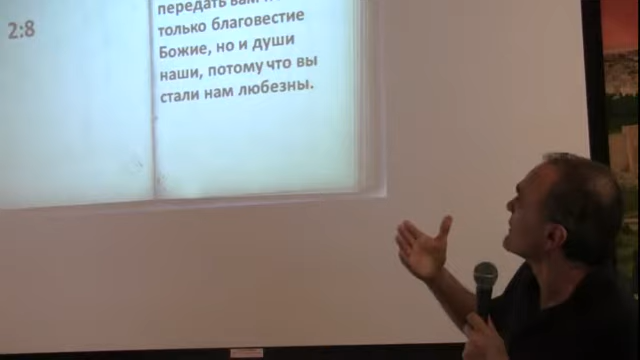 2:8
передать вам
только благовестие
Божие, но и души
наши, потому что вы
стали нам любезны.